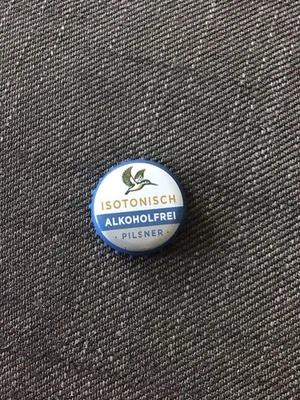 ISOTONISCH
ALKOHOLFREI
· PILSNER ·